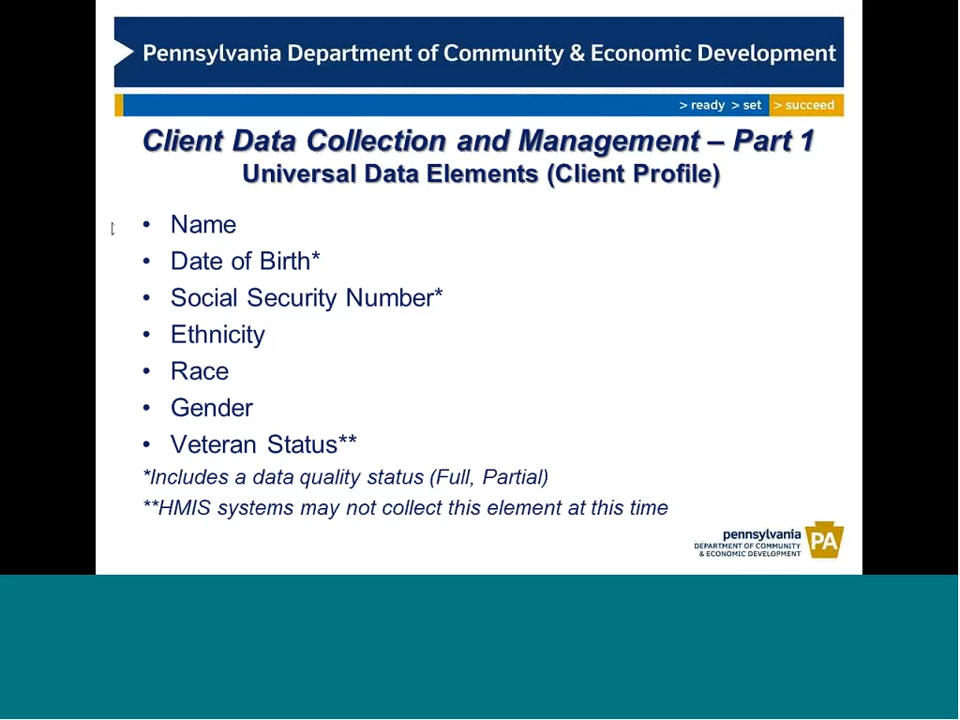 Pennsylvania Department of Community & Economic Development
> ready > set > succeed
Client Data Collection and Management – Part 1
Universal Data Elements (Client Profile)
• Name
• Date of Birth*
• Social Security Number*
• Ethnicity
• Race
• Gender
• Veteran Status**
*Includes a data quality status (Full, Partial)
**HMIS systems may not collect this element at this time
pennsylvania
DEPARTMENT OF COMMUNITY
& ECONOMIC DEVELOPMENT
PA